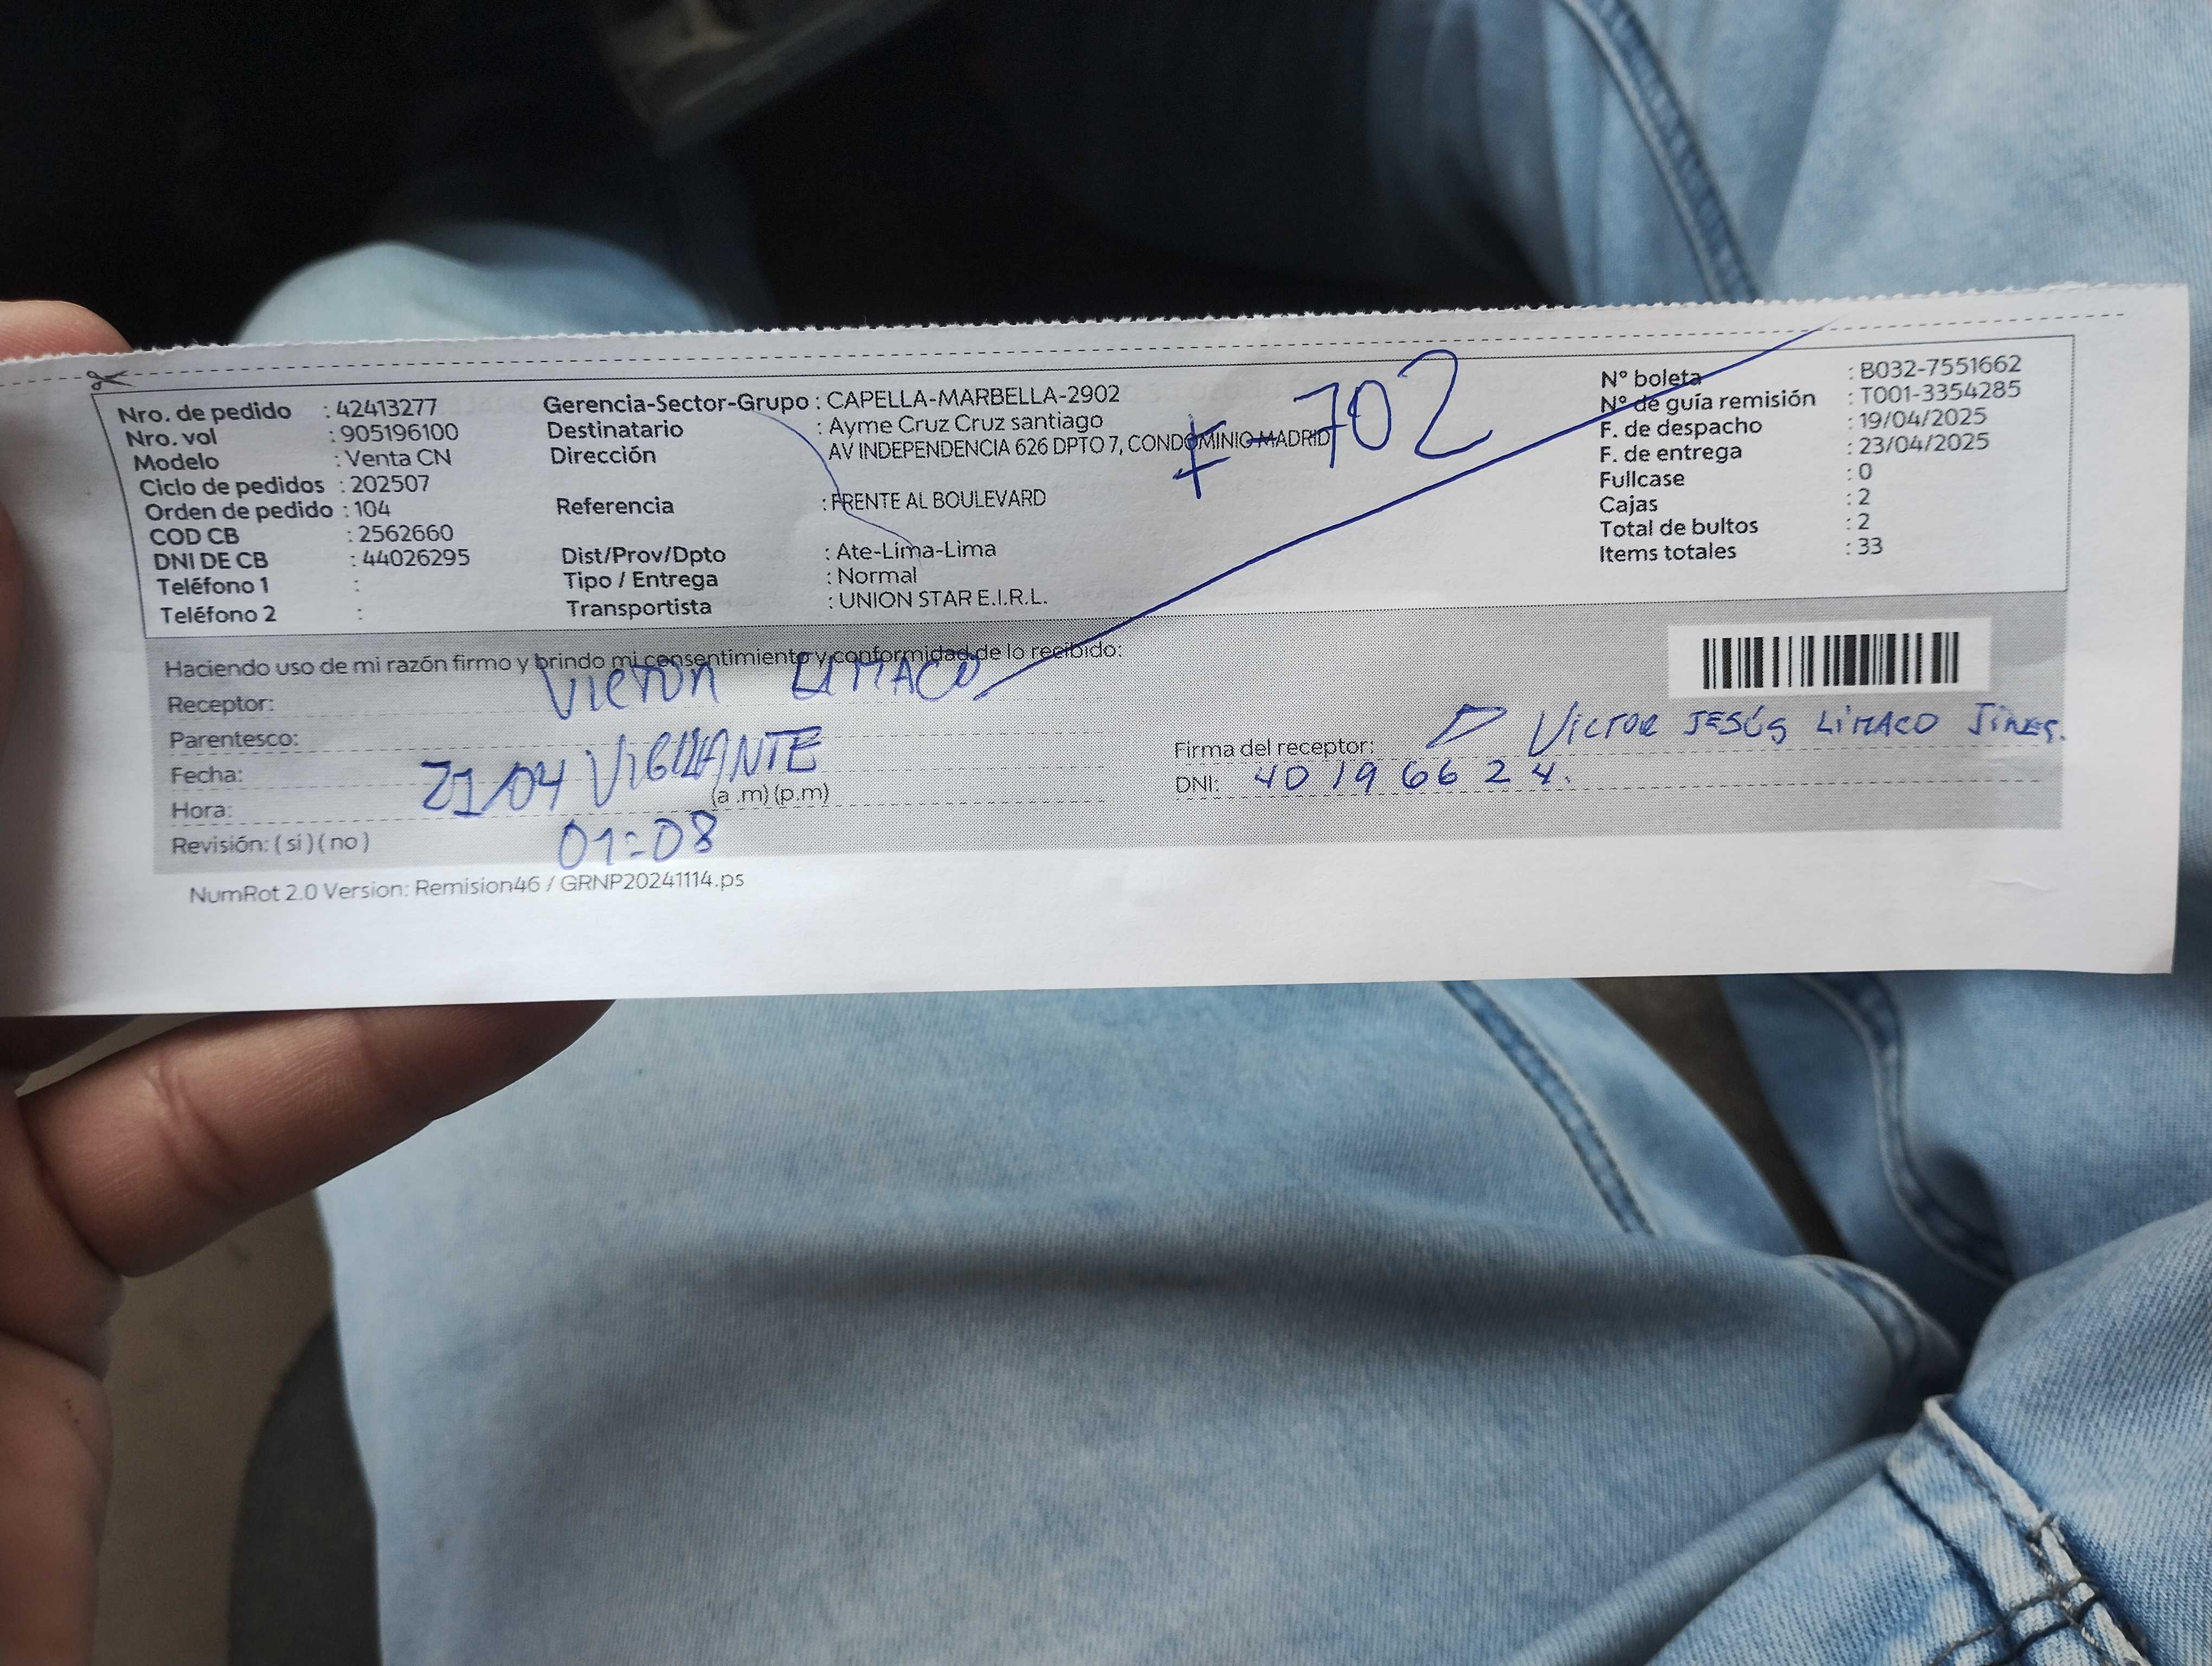 Nro. de pedido : 42413277
Nro. vol : 905196100
Modelo : Venta CN
Ciclo de pedidos : 202507
Orden de pedido : 104
COD CB : 2562660
DNI DE CB : 44026295
Teléfono 1 :
Teléfono 2 :
Gerencia-Sector-Grupo : CAPELLA-MARBELLA-2902
Destinatario : Ayme Cruz Cruz santiago
Dirección AV INDEPENDENCIA 626 DPTO 7, CONDOMINIO MADRID
Referencia : FRENTE AL BOULEVARD
Dist/Prov/Dpto : Ate-Lima-Lima
Tipo / Entrega : Normal
Transportista : UNION STAR E.I.R.L.
F-702
N° boleta : B032-7551662
N° de guía remisión : T001-3354285
F. de despacho : 19/04/2025
F. de entrega : 23/04/2025
Fullcase : 0
Cajas : 2
Total de bultos : 2
Items totales : 33
Haciendo uso de mi razón firmo y brindo mi consentimiento y conformidad de lo recibido:
Receptor: VICTOR LIMACO
Parentesco: VIGILANTE
Fecha: 21/04
Hora: (a .m) (p.m)
01:08
Revisión: ( si ) ( no )
Firma del receptor: VICTOR JESÚS LIMACO JINES.
DNI: 40196624.
NumRot 2.0 Version: Remision46 / GRNP20241114.ps